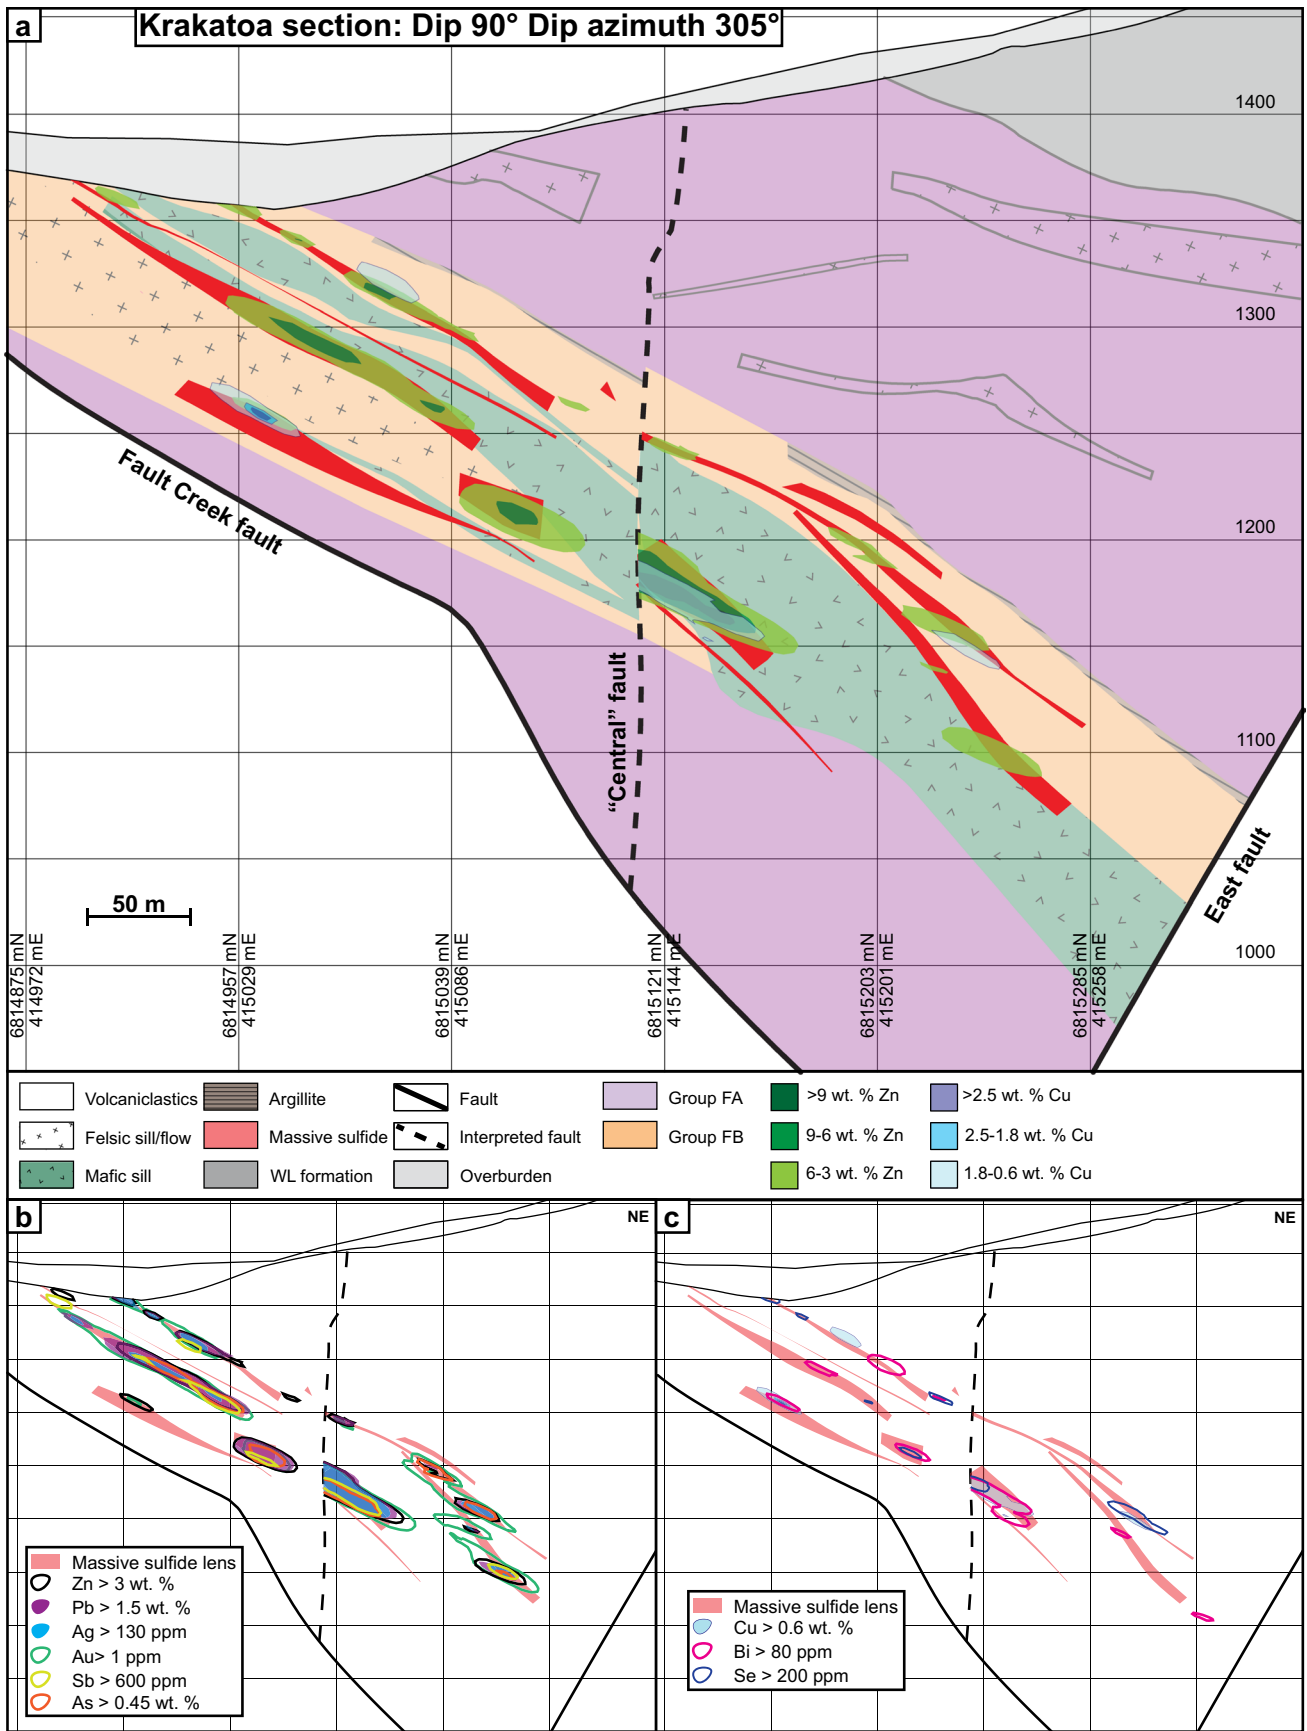 a
Krakatoa section: Dip 90° Dip azimuth 305°
1400
1300
1200
1100
1000
Fault Creek fault
"Central" fault
East fault
50 m
6814875 mN
414972 mE
6814957 mN
415029 mE
6815039 mN
415086 mE
6815121 mN
415144 mE
6815203 mN
415201 mE
6815285 mN
415258 mE
Volcaniclastics
Argillite
Fault
Group FA
>9 wt. % Zn
>2.5 wt. % Cu
Felsic sill/flow
Massive sulfide
Interpreted fault
Group FB
9-6 wt. % Zn
2.5-1.8 wt. % Cu
Mafic sill
WL formation
Overburden
6-3 wt. % Zn
1.8-0.6 wt. % Cu
b
NE
Massive sulfide lens
Zn > 3 wt. %
Pb > 1.5 wt. %
Ag > 130 ppm
Au> 1 ppm
Sb > 600 ppm
As > 0.45 wt. %
c
NE
Massive sulfide lens
Cu > 0.6 wt. %
Bi > 80 ppm
Se > 200 ppm